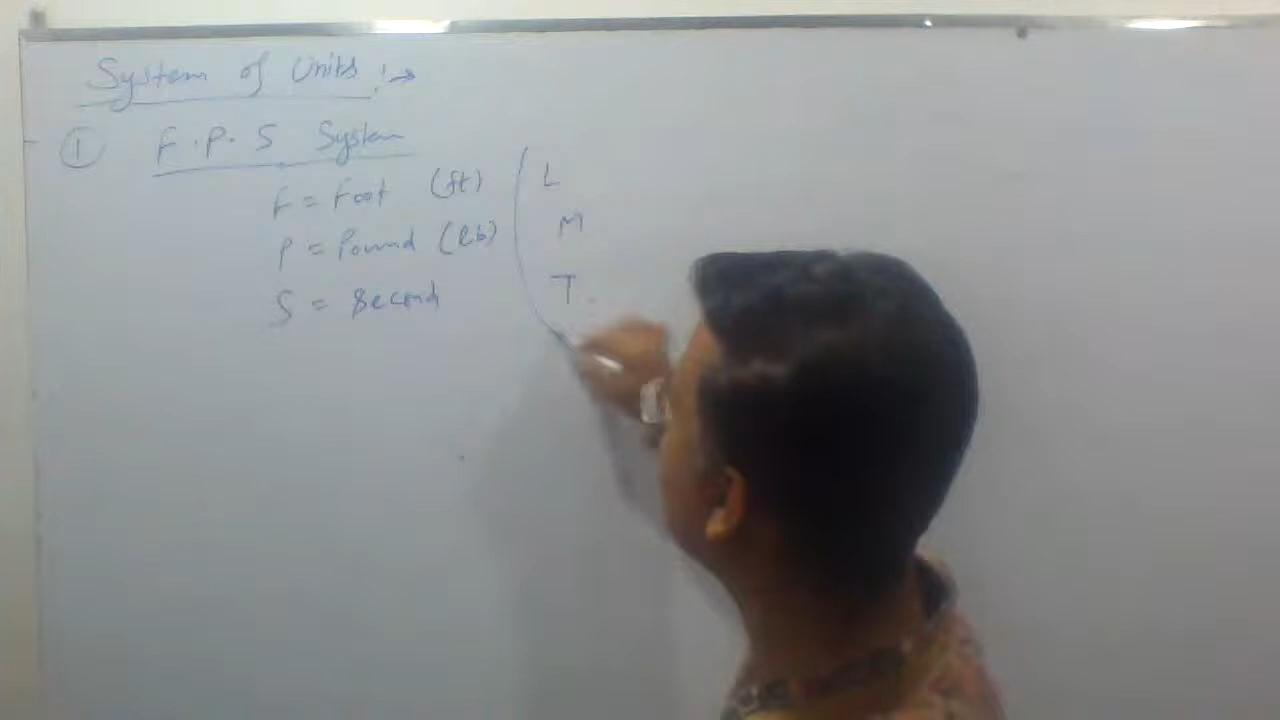 System of Units :→
① F.P.S System
F = Foot (ft) L
P = Pound (lb) M
S = Second T